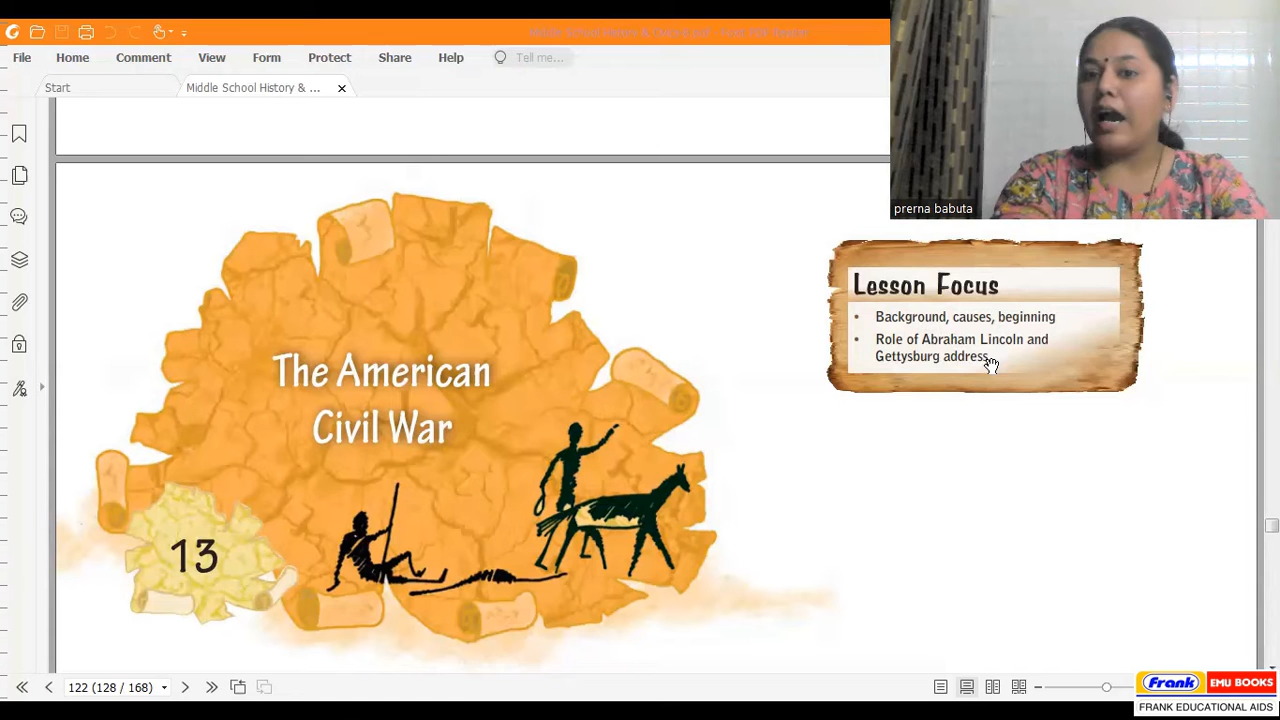 File Home Comment View Form Protect Share Help Tell me...
Start Middle School History & ...
prerna babuta
Lesson Focus
• Background, causes, beginning
• Role of Abraham Lincoln and
Gettysburg address
The American
Civil War
13
122 (128 / 168)
Frank EMU BOOKS
FRANK EDUCATIONAL AIDS